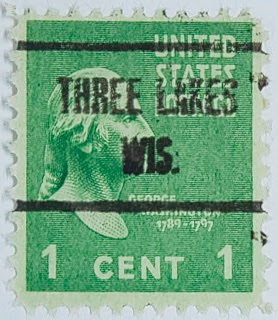 UNITED
STATES
THREE LAKES
WIS.
GEORGE
WASHINGTON
1789-1797
1 CENT 1